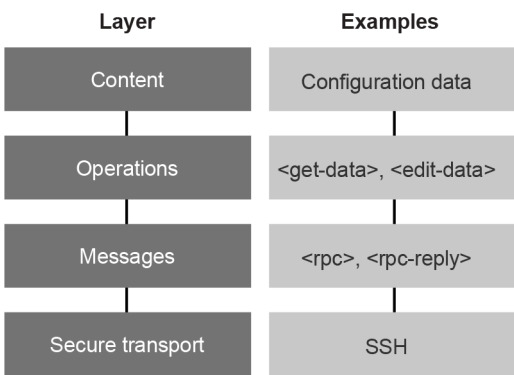 Layer Examples
Content Configuration data
Operations <get-data>, <edit-data>
Messages <rpc>, <rpc-reply>
Secure transport SSH